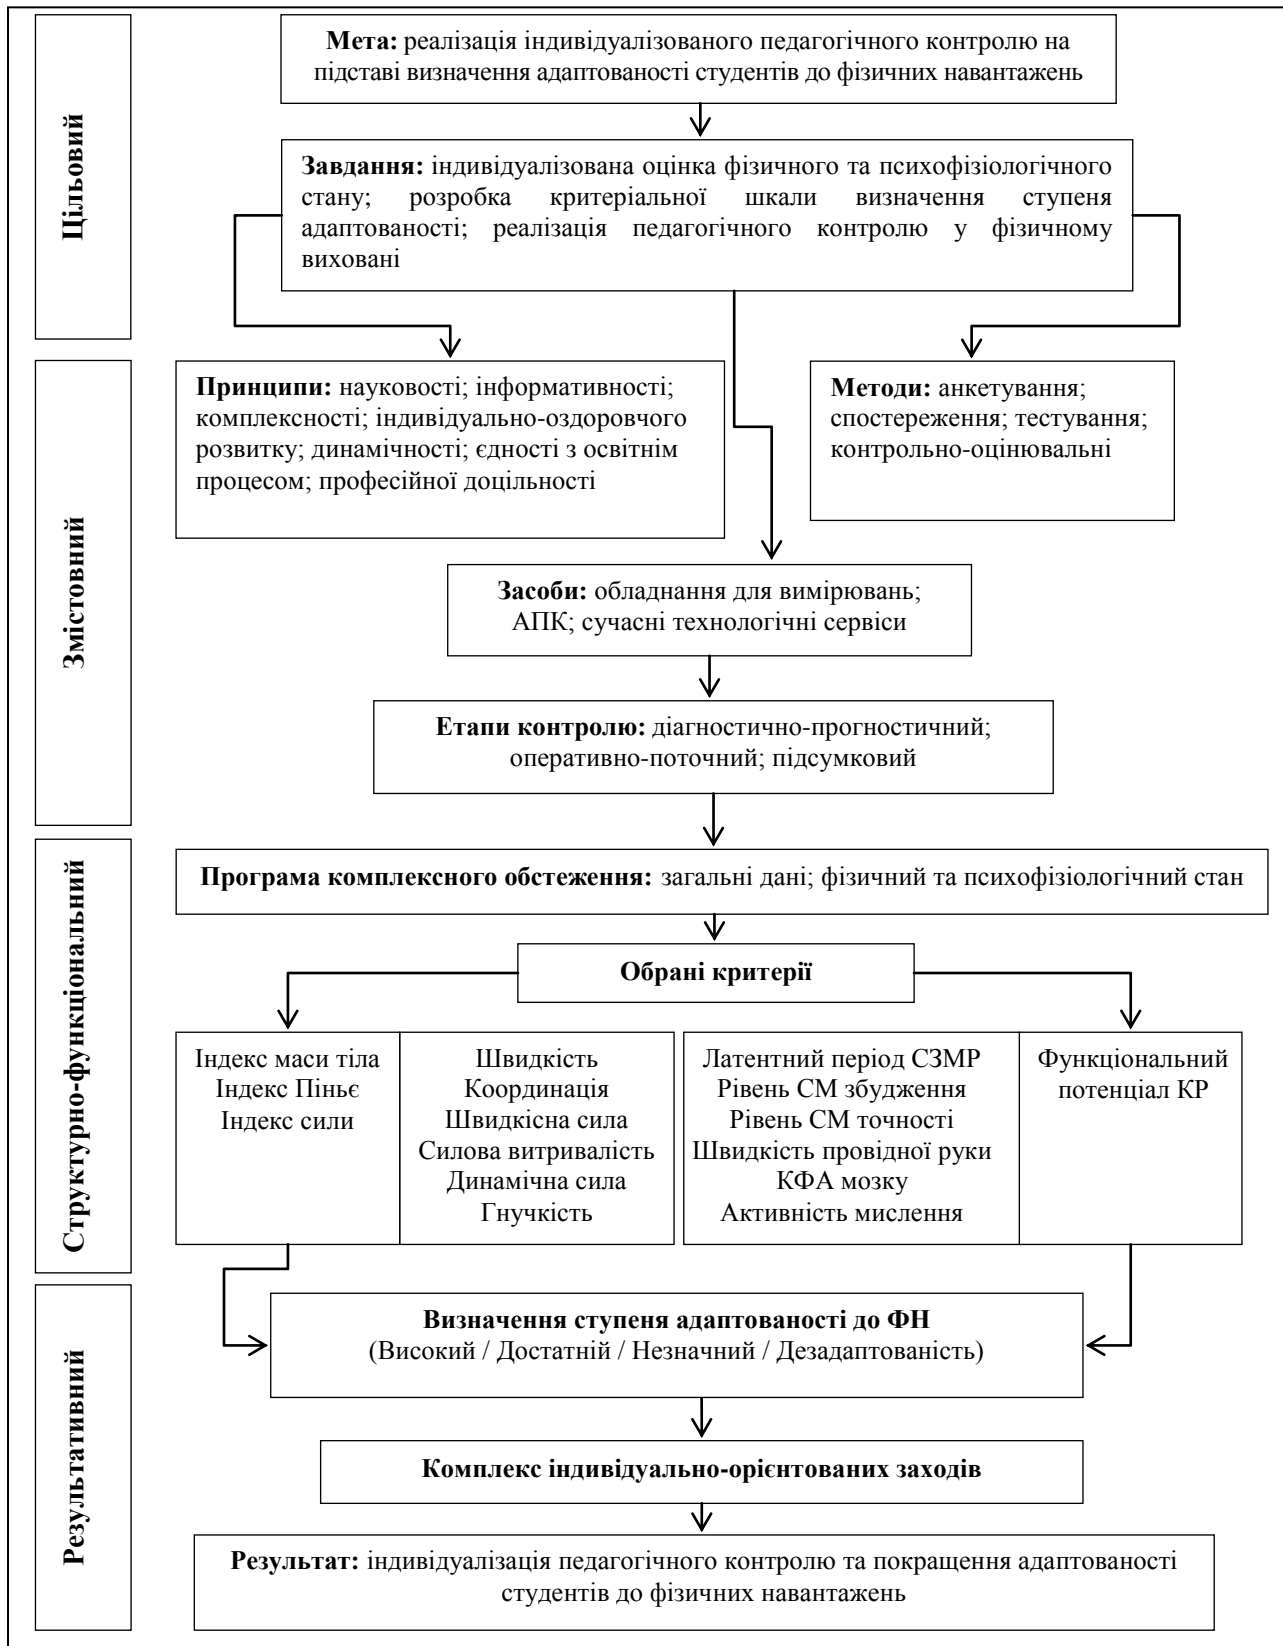 Цільовий
Мета: реалізація індивідуалізованого педагогічного контролю на
підставі визначення адаптованості студентів до фізичних навантажень
Завдання: індивідуалізована оцінка фізичного та психофізіологічного
стану; розробка критеріальної шкали визначення ступеня
адаптованості; реалізація педагогічного контролю у фізичному
виховані
Змістовний
Принципи: науковості; інформативності;
комплексності; індивідуально-оздоровчого
розвитку; динамічності; єдності з освітнім
процесом; професійної доцільності
Методи: анкетування;
спостереження; тестування;
контрольно-оцінювальні
Засоби: обладнання для вимірювань;
АПК; сучасні технологічні сервіси
Етапи контролю: діагностично-прогностичний;
оперативно-поточний; підсумковий
Структурно-функціональний
Програма комплексного обстеження: загальні дані; фізичний та психофізіологічний стан
Обрані критерії
Індекс маси тіла
Індекс Піньє
Індекс сили
Швидкість
Координація
Швидкісна сила
Силова витривалість
Динамічна сила
Гнучкість
Латентний період СЗМР
Рівень СМ збудження
Рівень СМ точності
Швидкість провідної руки
КФА мозку
Активність мислення
Функціональний
потенціал КР
Результативний
Визначення ступеня адаптованості до ФН
(Високий / Достатній / Незначний / Дезадаптованість)
Комплекс індивідуально-орієнтованих заходів
Результат: індивідуалізація педагогічного контролю та покращення адаптованості
студентів до фізичних навантажень